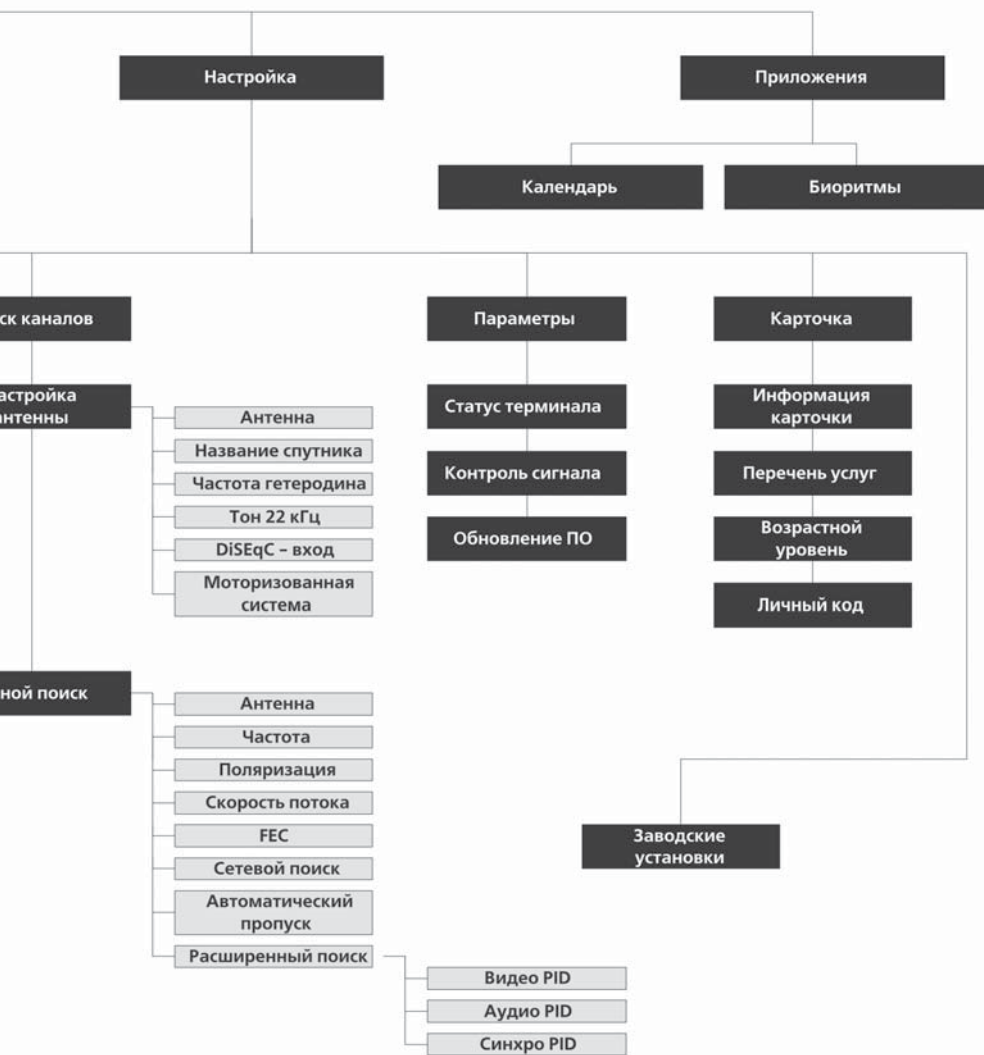 Настройка
Приложения
Календарь
Биоритмы
ск каналов
Параметры
Карточка
астройка
антенны
Антенна
Название спутника
Частота гетеродина
Тон 22 кГц
DiSEqC – вход
Моторизованная
система
Статус терминала
Контроль сигнала
Обновление ПО
Информация
карточки
Перечень услуг
Возрастной
уровень
Личный код
ной поиск
Антенна
Частота
Поляризация
Скорость потока
FEC
Сетевой поиск
Автоматический
пропуск
Расширенный поиск
Видео PID
Аудио PID
Синхро PID
Заводские
установки